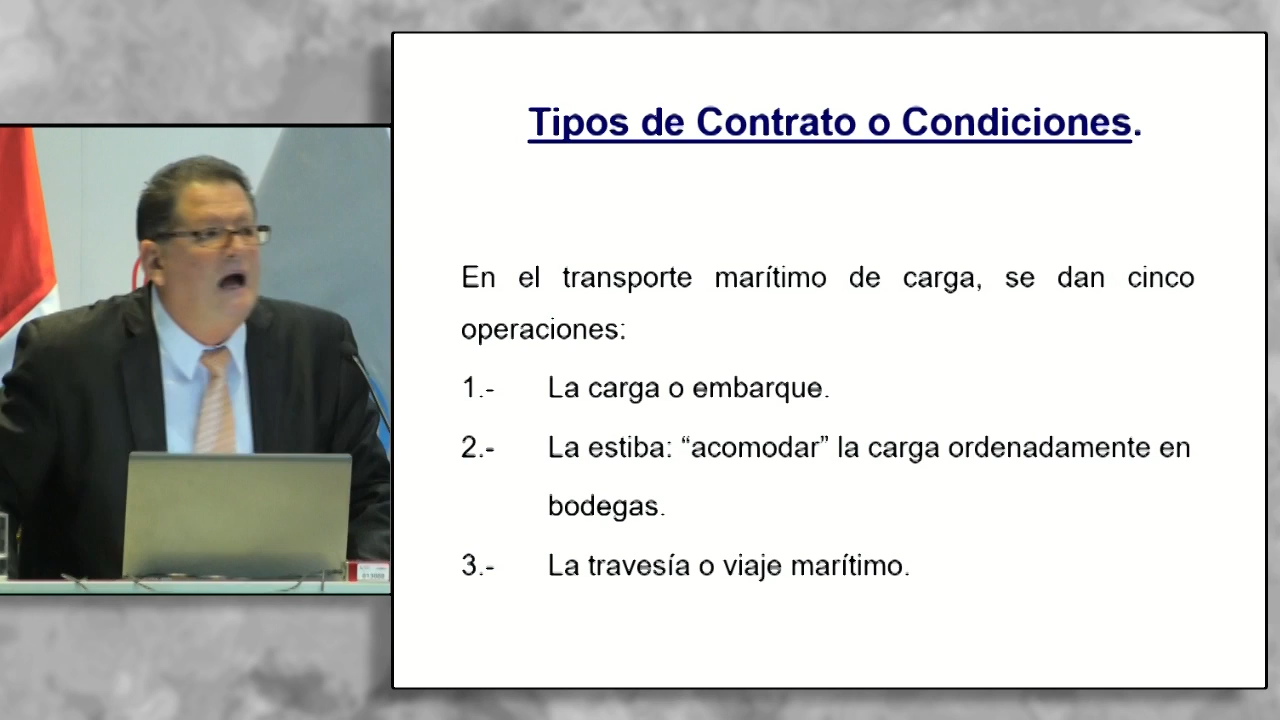 Tipos de Contrato o Condiciones.
En el transporte marítimo de carga, se dan cinco
operaciones:
1.- La carga o embarque.
2.- La estiba: “acomodar” la carga ordenadamente en
bodegas.
3.- La travesía o viaje marítimo.